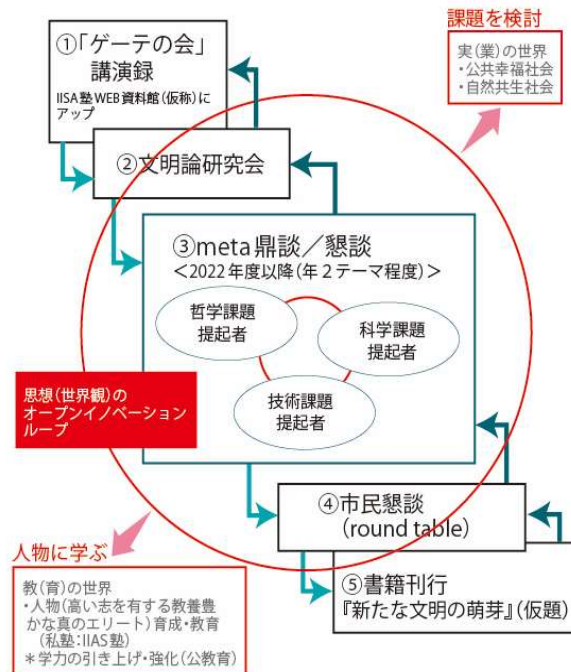 課題を検討
実(業)の世界
・公共幸福社会
・自然共生社会
①「ゲーテの会」
講演録
IISA塾WEB資料館(仮称)に
アップ
②文明論研究会
③meta鼎談／懇談
<2022年度以降(年2テーマ程度)>
哲学課題
提起者
科学課題
提起者
技術課題
提起者
思想(世界観)の
オープンイノベーション
ループ
④市民懇談
(round table)
⑤書籍刊行
『新たな文明の萌芽』(仮題)
人物に学ぶ
教(育)の世界
・人物(高い志を有する教養豊
かな真のエリート)育成・教育
(私塾:IIAS塾)
＊学力の引き上げ・強化(公教育)